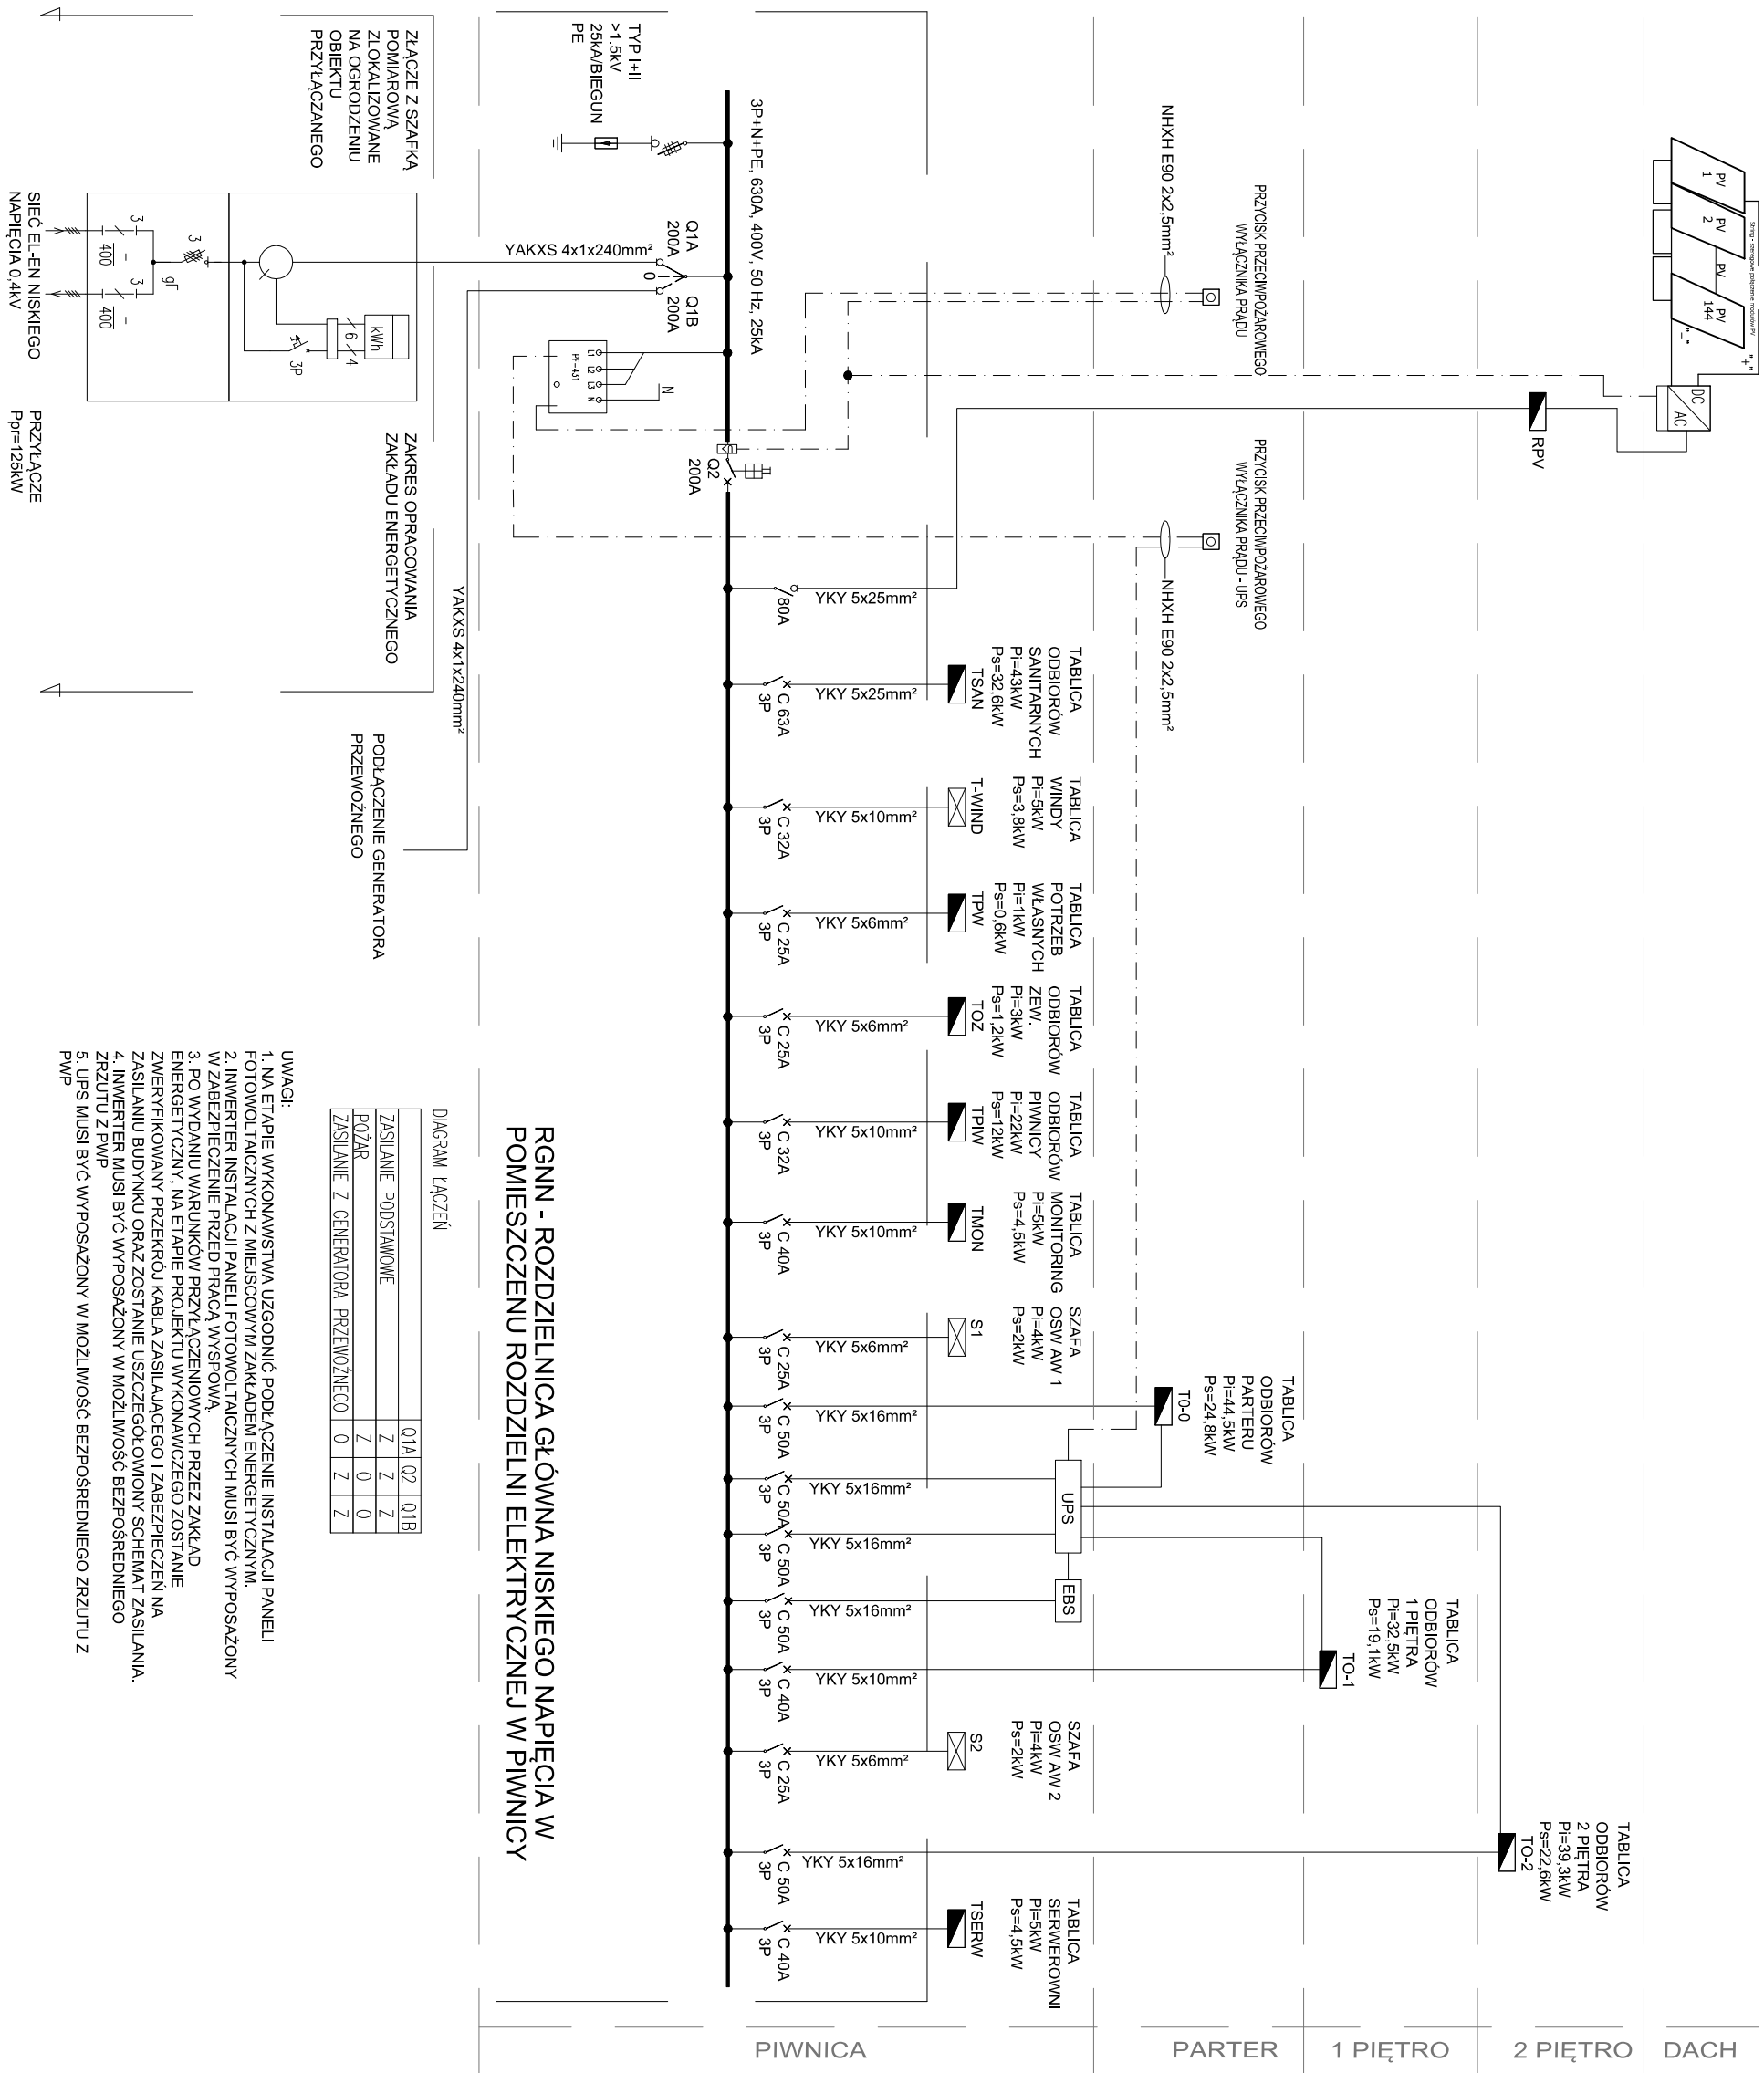 DACH
2 PIĘTRO
1 PIĘTRO
PARTER
PIWNICA
PV
1
PV
2
PV
PV
144
String - szeregowe połączenie modułów PV
"+"
"-"
DC
AC
RPV
PRZYCISK PRZECIWPOŻAROWEGO
WYŁĄCZNIKA PRĄDU
NHXH E90 2x2,5mm²
PRZYCISK PRZECIWPOŻAROWEGO
WYŁĄCZNIKA PRĄDU - UPS
NHXH E90 2x2,5mm²
TABLICA
ODBIORÓW
2 PIĘTRA
Pi=39,3kW
Ps=22,6kW
TO-2
TABLICA
ODBIORÓW
1 PIĘTRA
Pi=32,5kW
Ps=19,1kW
TO-1
TABLICA
ODBIORÓW
PARTERU
Pi=44,5kW
Ps=24,8kW
T0-0
UPS
EBS
TABLICA
ODBIORÓW
SANITARNYCH
Pi=43kW
Ps=32,6kW
TSAN
TABLICA
WINDY
Pi=5kW
Ps=3,8kW
T-WIND
TABLICA
POTRZEB
WŁASNYCH
Pi=1kW
Ps=0,6kW
TPW
TABLICA
ODBIORÓW
ZEW.
Pi=3kW
Ps=1,2kW
TOZ
TABLICA
ODBIORÓW
PIWNICY
Pi=22kW
Ps=12kW
TPIW
TABLICA
MONITORING
Pi=5kW
Ps=4,5kW
TMON
SZAFA
OSW AW 1
Pi=4kW
Ps=2kW
S1
SZAFA
OSW AW 2
Pi=4kW
Ps=2kW
S2
TABLICA
SERWEROWNI
Pi=5kW
Ps=4,5kW
TSERW
TYP I+II
>1.5kV
25kA/BIEGUN
PE
3P+N+PE, 630A, 400V, 50 Hz, 25kA
Q1A
200A
0
Q1B
200A
L1
L2
L3
N
PF-431
N
Q2
200A
YKY 5x25mm²
80A
YKY 5x25mm²
C 63A
3P
YKY 5x10mm²
C 32A
3P
YKY 5x6mm²
C 25A
3P
YKY 5x6mm²
C 25A
3P
YKY 5x10mm²
C 32A
3P
YKY 5x10mm²
C 40A
3P
YKY 5x6mm²
C 25A
3P
YKY 5x16mm²
C 50A
3P
YKY 5x16mm²
C 50A
3P
YKY 5x16mm²
C 50A
3P
YKY 5x16mm²
C 50A
3P
YKY 5x10mm²
C 40A
3P
YKY 5x6mm²
C 25A
3P
YKY 5x16mm²
C 50A
3P
YKY 5x10mm²
C 40A
3P
YAKXS 4x1x240mm²
YAKXS 4x1x240mm²
RGNN - ROZDZIELNICA GŁÓWNA NISKIEGO NAPIĘCIA W
POMIESZCZENU ROZDZIELNI ELEKTRYCZNEJ W PIWNICY
ZŁĄCZE Z SZAFKĄ
POMIAROWĄ
ZLOKALIZOWANE
NA OGRODZENIU
OBIEKTU
PRZYŁĄCZANEGO
kWh
6
4
3P
3
gF
3
-
400
3
-
400
SIEĆ EL-EN NISKIEGO
NAPIĘCIA 0,4kV
PRZYŁĄCZE
Ppr=125kW
ZAKRES OPRACOWANIA
ZAKŁADU ENERGETYCZNEGO
PODŁĄCZENIE GENERATORA
PRZEWOŹNEGO
DIAGRAM ŁĄCZEŃ
Q1A Q2 Q1B
ZASILANIE PODSTAWOWE Z Z Z
POŻAR Z O O
ZASILANIE Z GENERATORA PRZEWOŹNEGO O Z Z
UWAGI:
1. NA ETAPIE WYKONAWSTWA UZGODNIĆ PODŁĄCZENIE INSTALACJI PANELI
FOTOWOLTAICZNYCH Z MIEJSCOWYM ZAKŁADEM ENERGETYCZNYM.
2. INWERTER INSTALACJI PANELI FOTOWOLTAICZNYCH MUSI BYĆ WYPOSAŻONY
W ZABEZPIECZENIE PRZED PRACĄ WYSPOWĄ.
3. PO WYDANIU WARUNKÓW PRZYŁĄCZENIOWYCH PRZEZ ZAKŁAD
ENERGETYCZNY, NA ETAPIE PROJEKTU WYKONAWCZEGO ZOSTANIE
ZWERYFIKOWANY PRZEKRÓJ KABLA ZASILAJĄCEGO I ZABEZPIECZEŃ NA
ZASILANIU BUDYNKU ORAZ ZOSTANIE USZCZEGÓŁOWIONY SCHEMAT ZASILANIA.
4. INWERTER MUSI BYĆ WYPOSAŻONY W MOŻLIWOŚĆ BEZPOŚREDNIEGO
ZRZUTU Z PWP
5. UPS MUSI BYĆ WYPOSAŻONY W MOŻLIWOŚĆ BEZPOŚREDNIEGO ZRZUTU Z
PWP